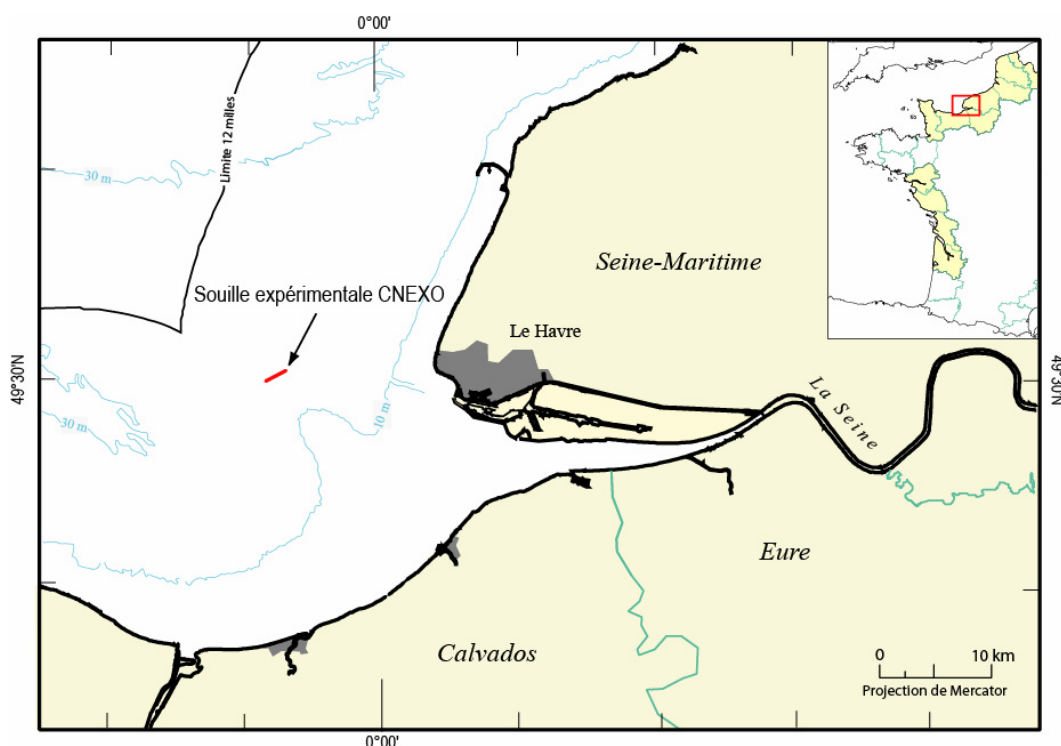 0°00'
30 m
Limite 12 milles
Souille expérimentale CNEXO
Seine-Maritime
Le Havre
49°30'N
49°30'N
10 m
30 m
La Seine
Eure
Calvados
0 10 km
Projection de Mercator
0°00'